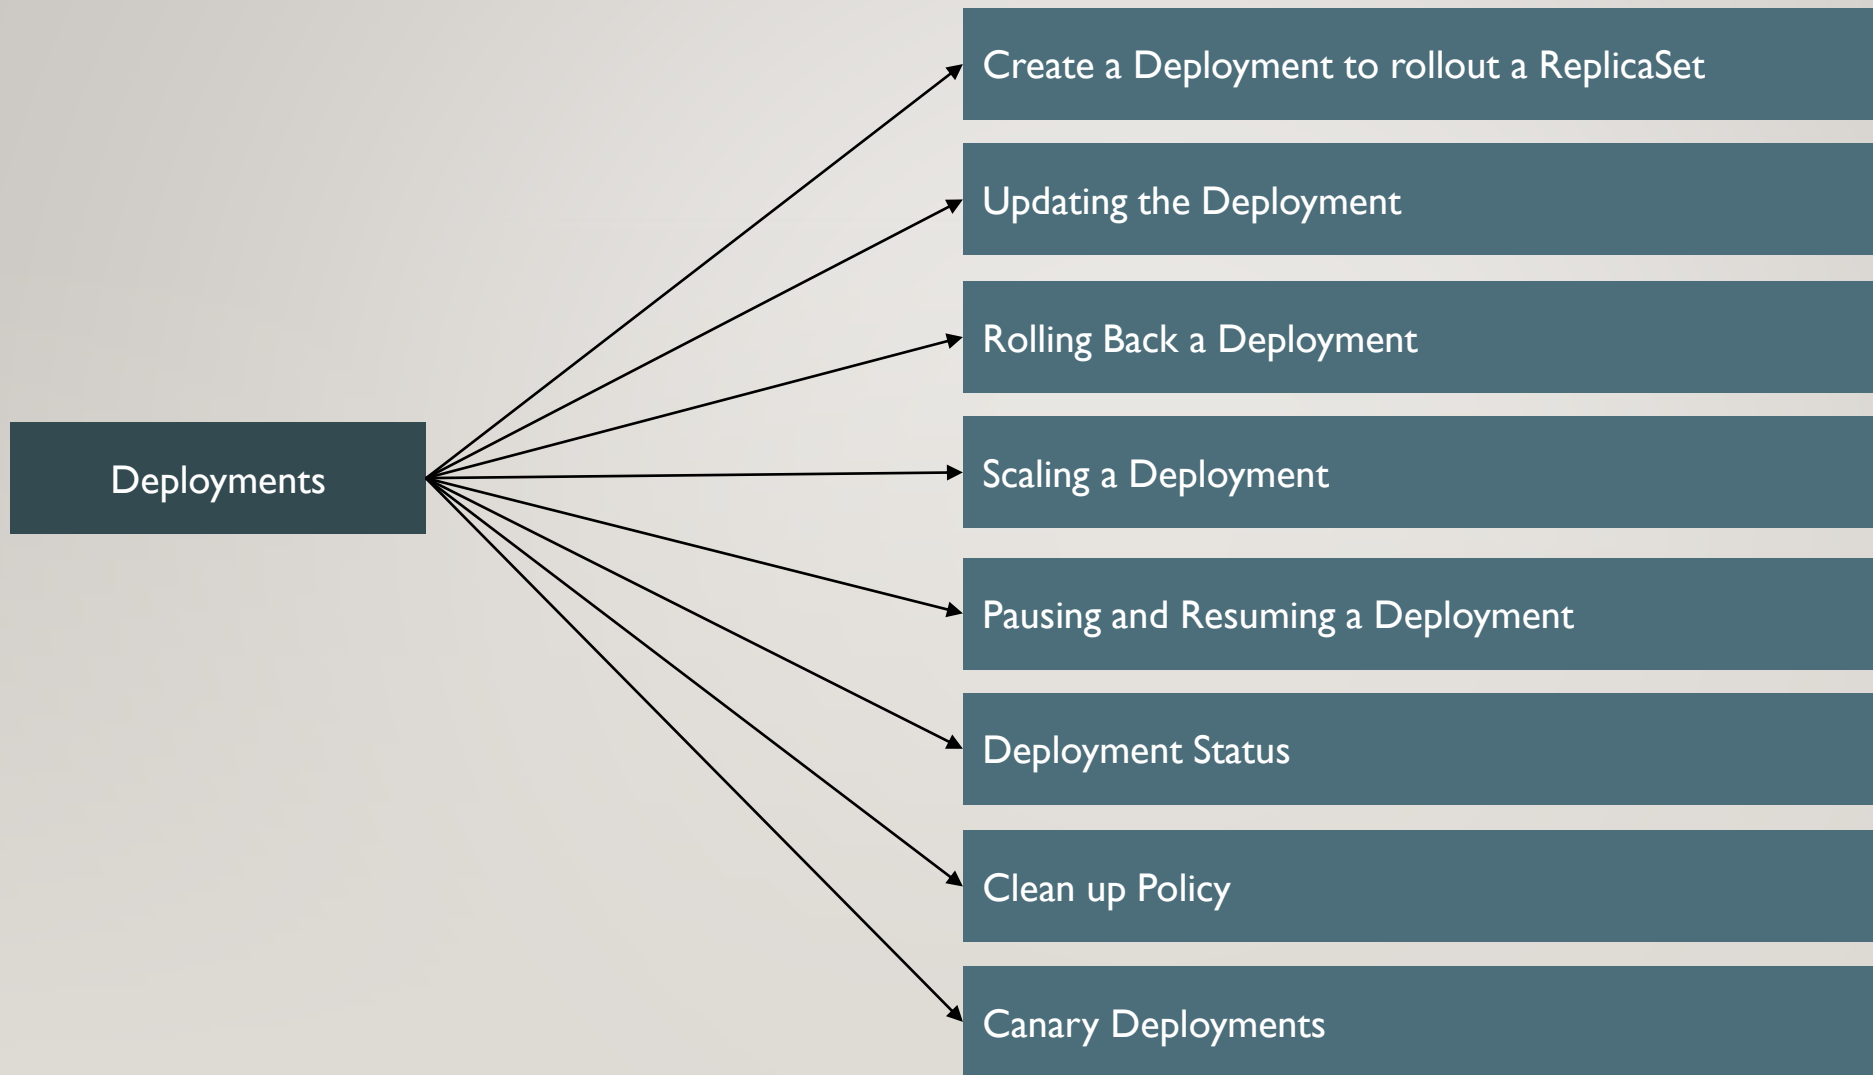 Deployments
Create a Deployment to rollout a ReplicaSet
Updating the Deployment
Rolling Back a Deployment
Scaling a Deployment
Pausing and Resuming a Deployment
Deployment Status
Clean up Policy
Canary Deployments